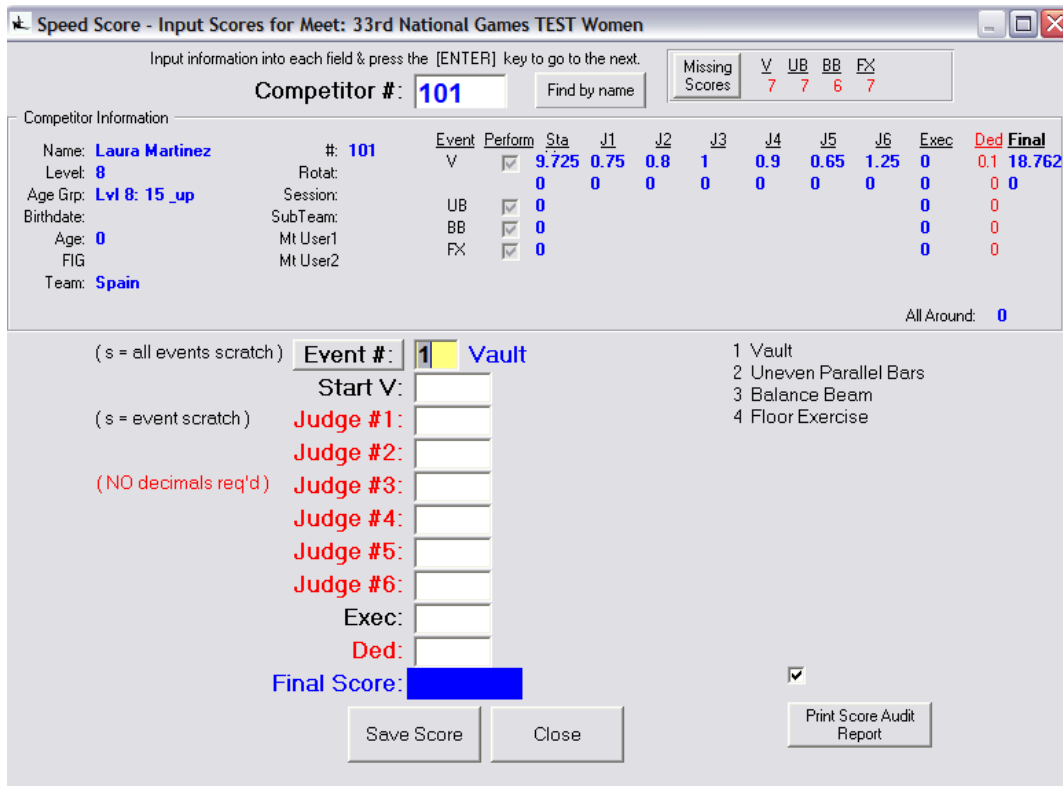 Speed Score - Input Scores for Meet: 33rd National Games TEST Women
Input information into each field & press the [ENTER] key to go to the next.
Competitor #: 101 Find by name
Missing Scores V UB BB FX
7 7 6 7
Competitor Information
Name: Laura Martinez #: 101
Level: 8 Rotat:
Age Grp: Lvl 8: 15 _up Session:
Birthdate: SubTeam:
Age: 0 Mt User1
FIG Mt User2
Team: Spain
Event Perform Sta J1 J2 J3 J4 J5 J6 Exec Ded Final
V 9.725 0.75 0.8 1 0.9 0.65 1.25 0 0.1 18.762
0 0 0 0 0 0 0 0 0 0
UB 0 0 0
BB 0 0 0
FX 0 0 0
All Around: 0
( s = all events scratch ) Event #: 1 Vault
Start V:
( s = event scratch ) Judge #1:
Judge #2:
( NO decimals req'd ) Judge #3:
Judge #4:
Judge #5:
Judge #6:
Exec:
Ded:
Final Score:
1 Vault
2 Uneven Parallel Bars
3 Balance Beam
4 Floor Exercise
Save Score Close
Print Score Audit
Report